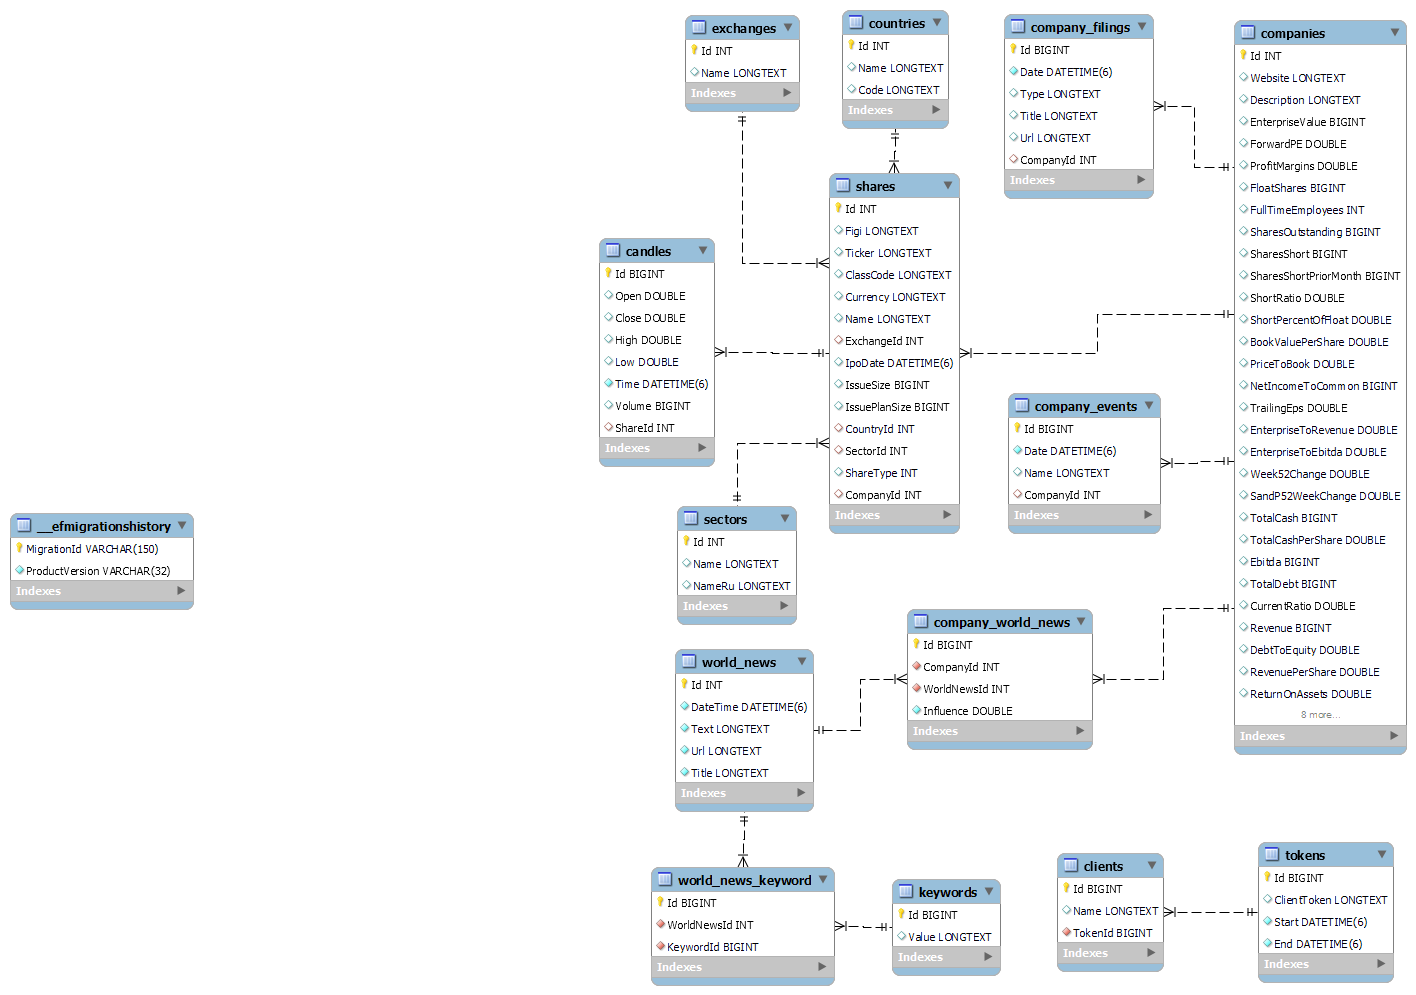 exchanges
Id INT
Name LONGTEXT
Indexes
countries
Id INT
Name LONGTEXT
Code LONGTEXT
Indexes
company_filings
Id BIGINT
Date DATETIME(6)
Type LONGTEXT
Title LONGTEXT
Url LONGTEXT
CompanyId INT
Indexes
companies
Id INT
Website LONGTEXT
Description LONGTEXT
EnterpriseValue BIGINT
ForwardPE DOUBLE
ProfitMargins DOUBLE
FloatShares BIGINT
FullTimeEmployees INT
SharesOutstanding BIGINT
SharesShort BIGINT
SharesShortPriorMonth BIGINT
ShortRatio DOUBLE
ShortPercentOfFloat DOUBLE
BookValuePerShare DOUBLE
PriceToBook DOUBLE
NetIncomeToCommon BIGINT
TrailingEps DOUBLE
EnterpriseToRevenue DOUBLE
EnterpriseToEbitda DOUBLE
Week52Change DOUBLE
SandP52WeekChange DOUBLE
TotalCash BIGINT
TotalCashPerShare DOUBLE
Ebitda BIGINT
TotalDebt BIGINT
CurrentRatio DOUBLE
Revenue BIGINT
DebtToEquity DOUBLE
RevenuePerShare DOUBLE
ReturnOnAssets DOUBLE
8 more...
Indexes
shares
Id INT
Figi LONGTEXT
Ticker LONGTEXT
ClassCode LONGTEXT
Currency LONGTEXT
Name LONGTEXT
ExchangeId INT
IpoDate DATETIME(6)
IssueSize BIGINT
IssuePlanSize BIGINT
CountryId INT
SectorId INT
ShareType INT
CompanyId INT
Indexes
candles
Id BIGINT
Open DOUBLE
Close DOUBLE
High DOUBLE
Low DOUBLE
Time DATETIME(6)
Volume BIGINT
ShareId INT
Indexes
company_events
Id BIGINT
Date DATETIME(6)
Name LONGTEXT
CompanyId INT
Indexes
__efmigrationshistory
MigrationId VARCHAR(150)
ProductVersion VARCHAR(32)
Indexes
sectors
Id INT
Name LONGTEXT
NameRu LONGTEXT
Indexes
company_world_news
Id BIGINT
CompanyId INT
WorldNewsId INT
Influence DOUBLE
Indexes
world_news
Id INT
DateTime DATETIME(6)
Text LONGTEXT
Url LONGTEXT
Title LONGTEXT
Indexes
world_news_keyword
Id BIGINT
WorldNewsId INT
KeywordId BIGINT
Indexes
keywords
Id BIGINT
Value LONGTEXT
Indexes
clients
Id BIGINT
Name LONGTEXT
TokenId BIGINT
Indexes
tokens
Id BIGINT
ClientToken LONGTEXT
Start DATETIME(6)
End DATETIME(6)
Indexes